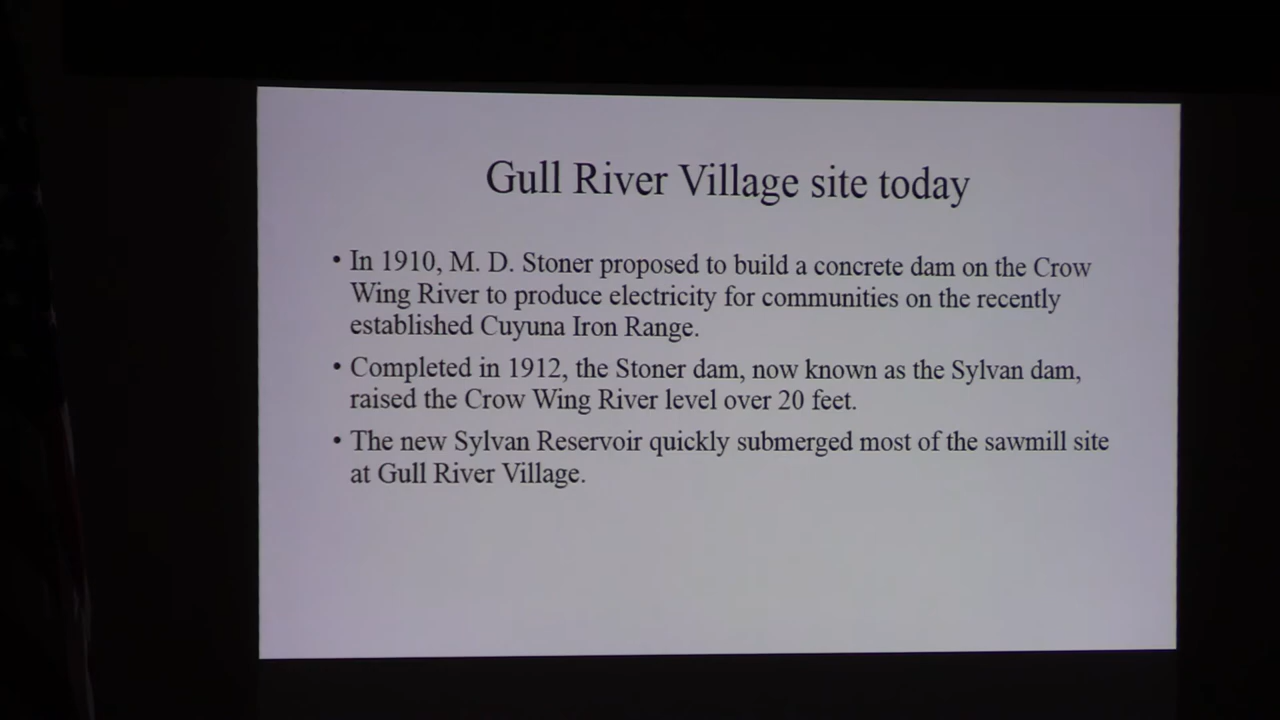 Gull River Village site today
• In 1910, M. D. Stoner proposed to build a concrete dam on the Crow
Wing River to produce electricity for communities on the recently
established Cuyuna Iron Range.
• Completed in 1912, the Stoner dam, now known as the Sylvan dam,
raised the Crow Wing River level over 20 feet.
• The new Sylvan Reservoir quickly submerged most of the sawmill site
at Gull River Village.